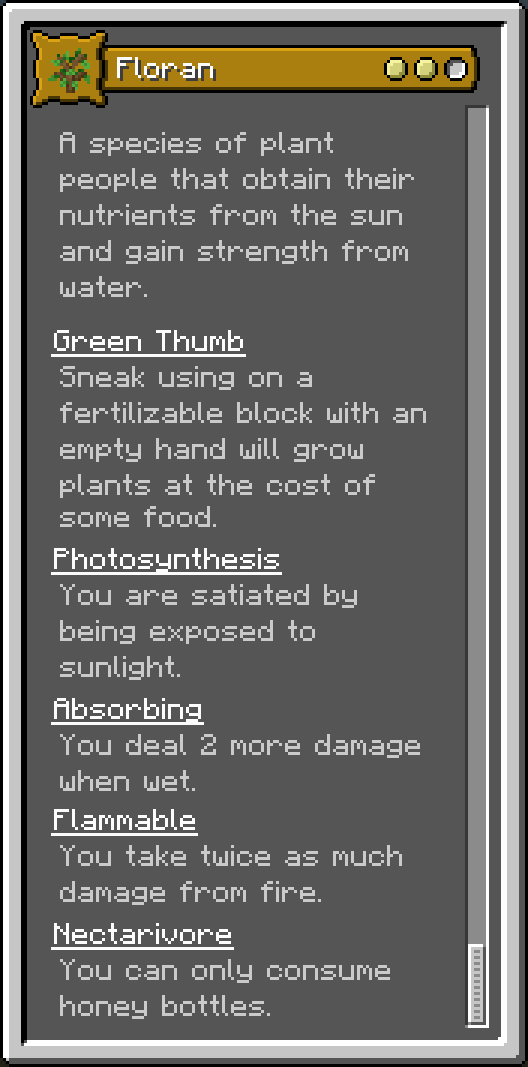 Floran
A species of plant
people that obtain their
nutrients from the sun
and gain strength from
water.
Green Thumb
Sneak using on a
fertilizable block with an
empty hand will grow
plants at the cost of
some food.
Photosynthesis
You are satiated by
being exposed to
sunlight.
Absorbing
You deal 2 more damage
when wet.
Flammable
You take twice as much
damage from fire.
Nectarivore
You can only consume
honey bottles.